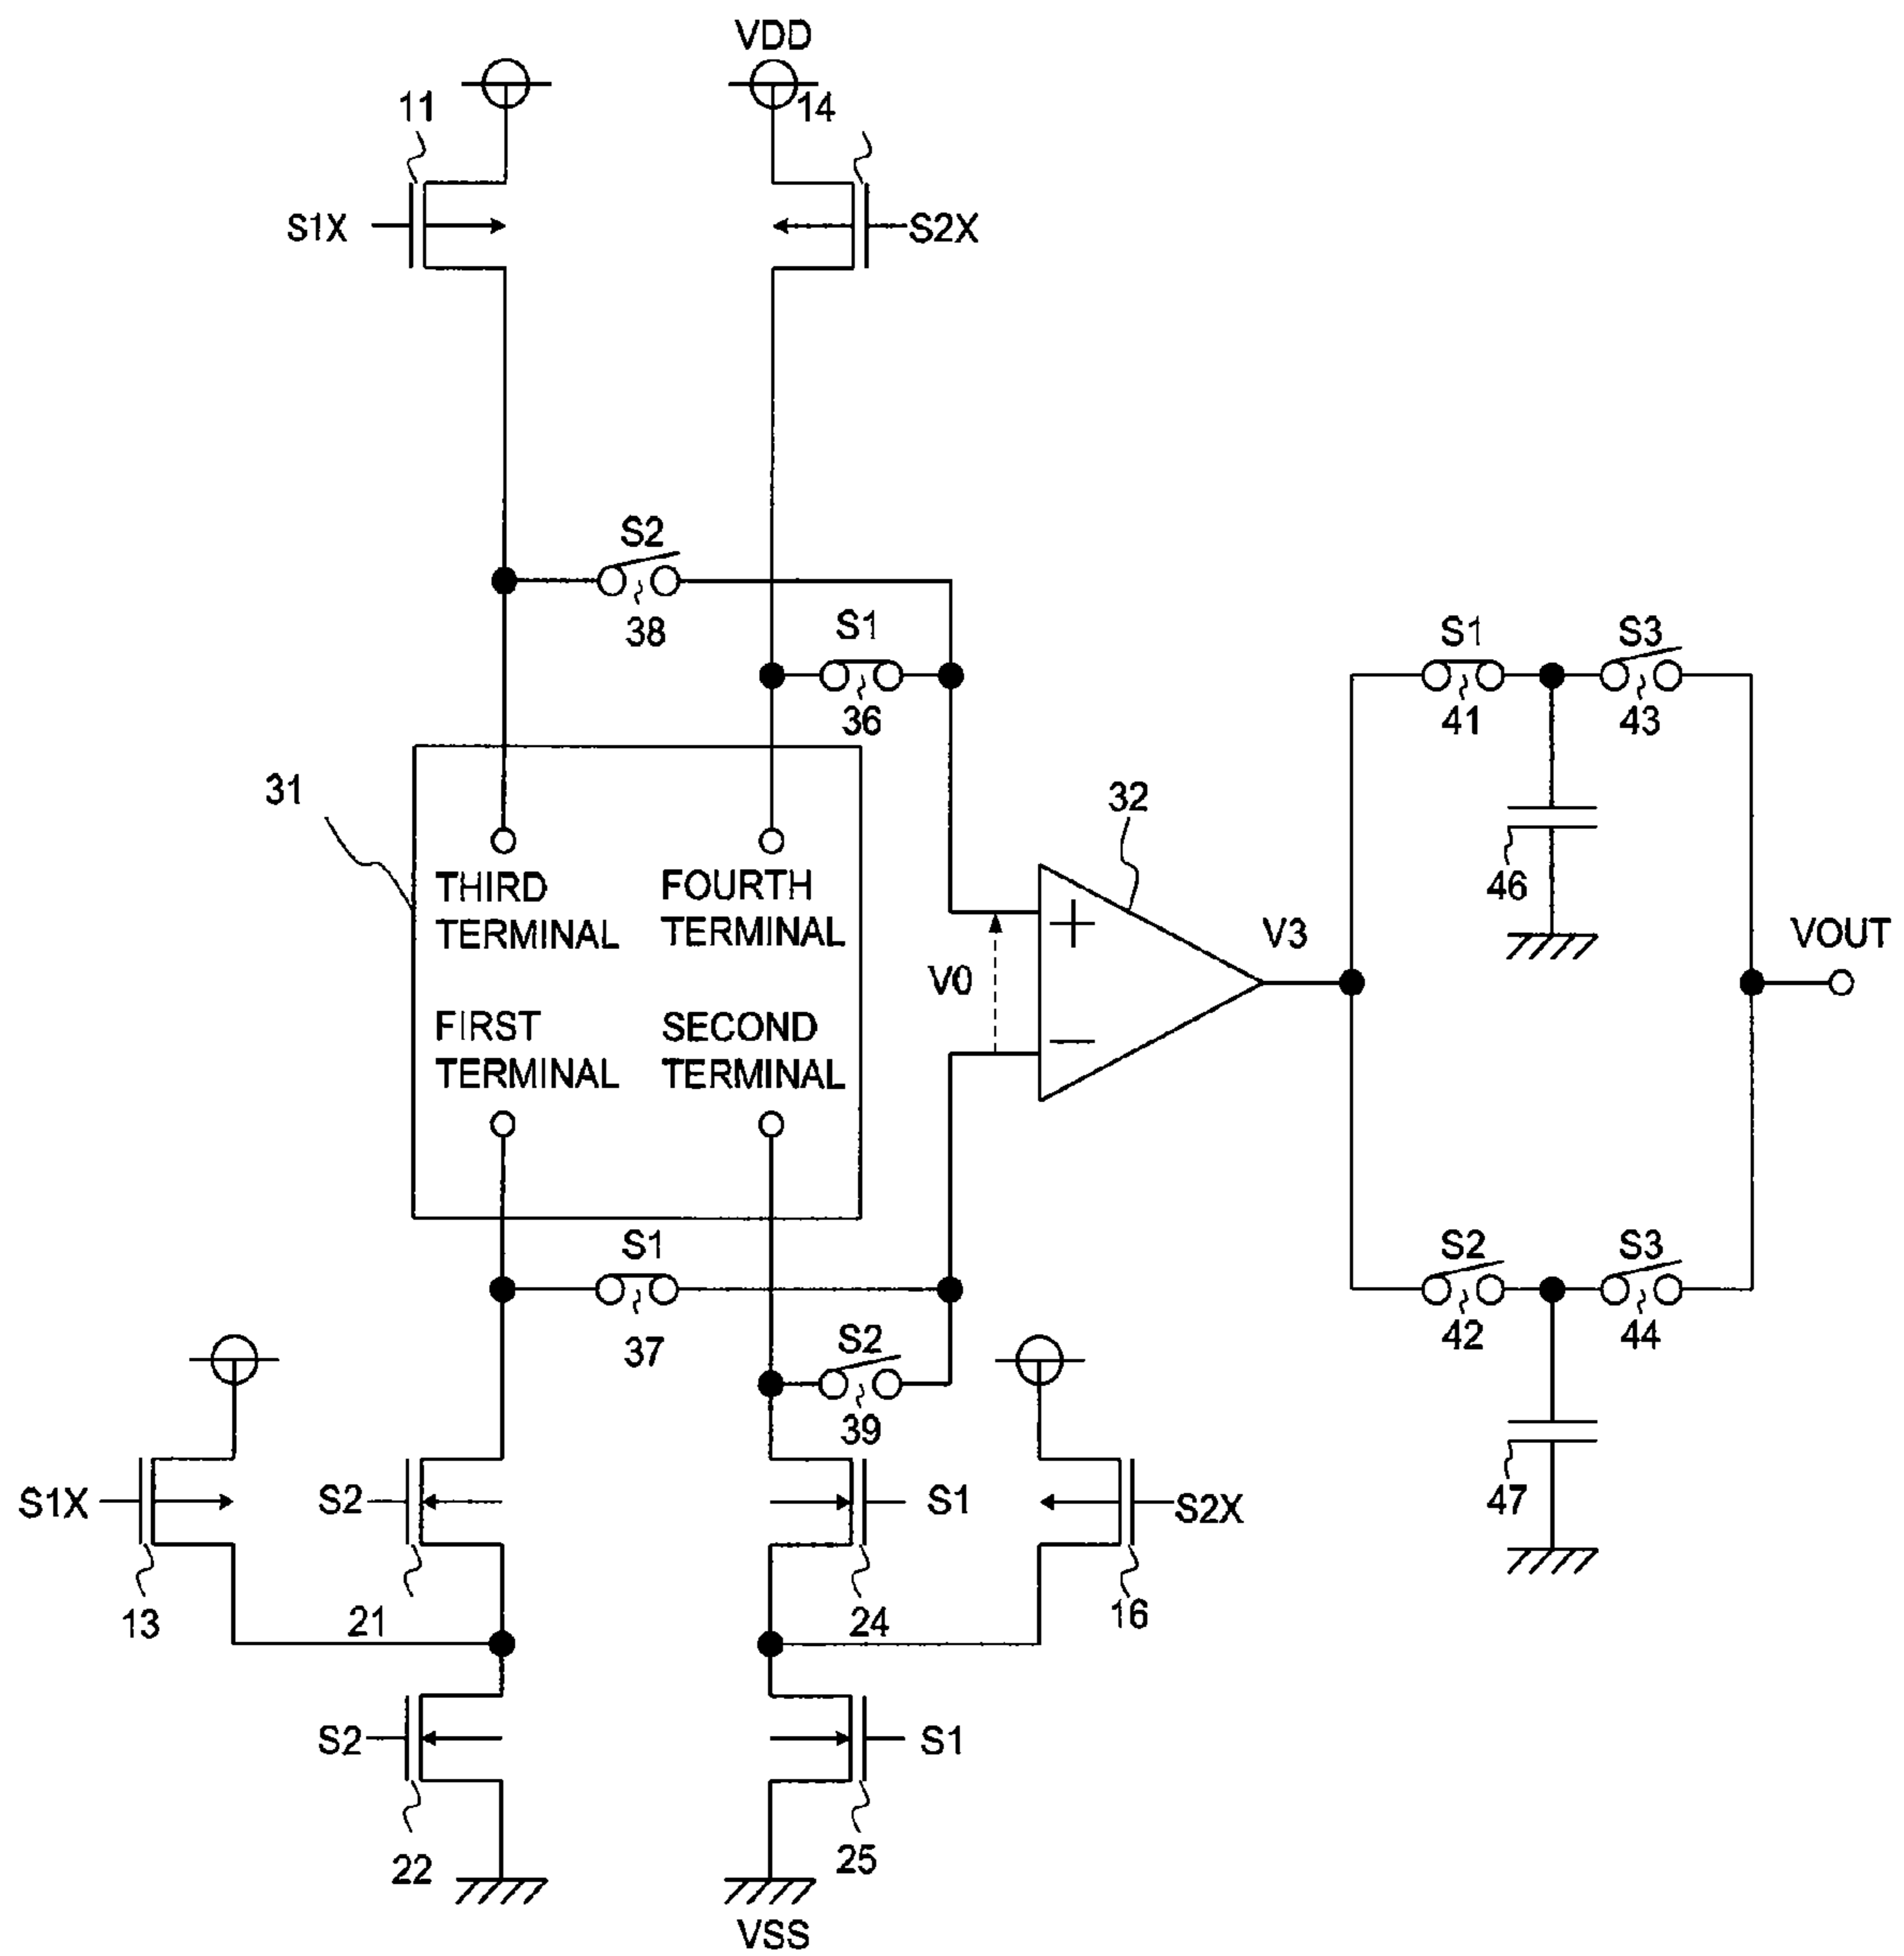 VDD
11
14
S1X
S2X
S2
38
S1
36
S1
S3
41
43
31
32
THIRD
TERMINAL
FOURTH
TERMINAL
46
V3
VOUT
V0
FIRST
TERMINAL
SECOND
TERMINAL
S1
37
S2
39
S2
S3
42
44
S1X
S2
S1
S2X
47
13
21
24
16
S2
S1
22
25
VSS